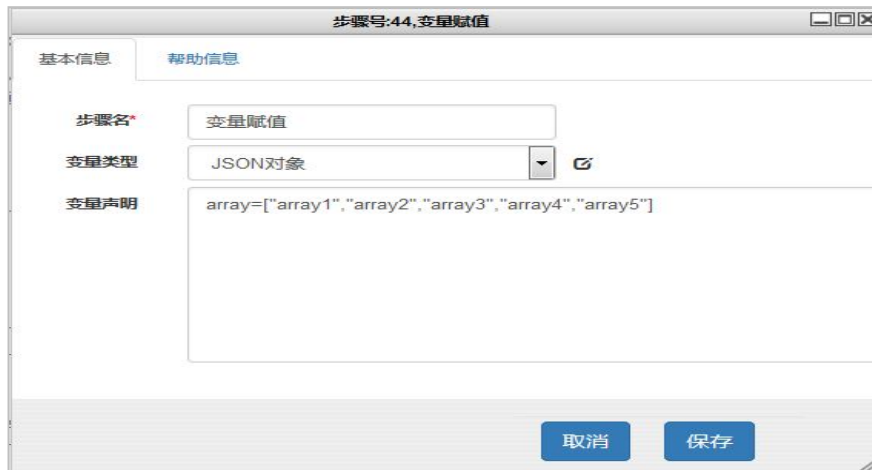 步骤号:44,变量赋值
基本信息 帮助信息
步骤名* 变量赋值
变量类型 JSON对象
变量声明 array=["array1","array2","array3","array4","array5"]
取消 保存